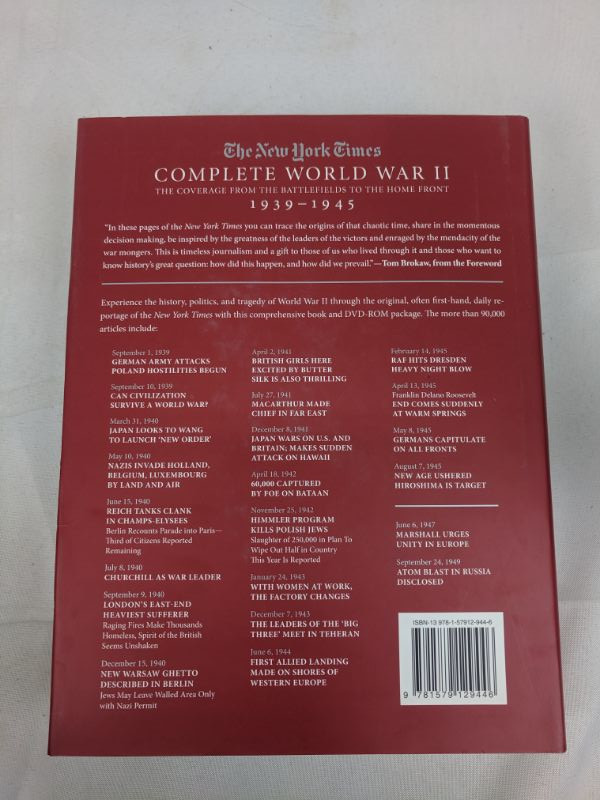 The New York Times
COMPLETE WORLD WAR II
THE COVERAGE FROM THE BATTLEFIELDS TO THE HOME FRONT
1939–1945
"In these pages of the New York Times you can trace the origins of that chaotic time, share in the momentous
decision making, be inspired by the greatness of the leaders of the victors and enraged by the mendacity of the
war mongers. This is timeless journalism and a gift to those of us who lived through it and those who want to
know history's great question: how did this happen, and how did we prevail."—Tom Brokaw, from the Foreword
Experience the history, politics, and tragedy of World War II through the original, often first-hand, daily re-
portage of the New York Times with this comprehensive book and DVD-ROM package. The more than 90,000
articles include:
September 1, 1939
GERMAN ARMY ATTACKS
POLAND HOSTILITIES BEGUN
September 10, 1939
CAN CIVILIZATION
SURVIVE A WORLD WAR?
March 31, 1940
JAPAN LOOKS TO WANG
TO LAUNCH 'NEW ORDER'
May 10, 1940
NAZIS INVADE HOLLAND,
BELGIUM, LUXEMBOURG
BY LAND AND AIR
June 15, 1940
REICH TANKS CLANK
IN CHAMPS-ELYSEES
Berlin Recounts Parade into Paris—
Third of Citizens Reported
Remaining
July 8, 1940
CHURCHILL AS WAR LEADER
September 9, 1940
LONDON'S EAST-END
HEAVIEST SUFFERER
Raging Fires Make Thousands
Homeless, Spirit of the British
Seems Unshaken
December 15, 1940
NEW WARSAW GHETTO
DESCRIBED IN BERLIN
Jews May Leave Walled Area Only
with Nazi Permit
April 2, 1941
BRITISH GIRLS HERE
EXCITED BY BUTTER
SILK IS ALSO THRILLING
July 27, 1941
MACARTHUR MADE
CHIEF IN FAR EAST
December 8, 1941
JAPAN WARS ON U.S. AND
BRITAIN; MAKES SUDDEN
ATTACK ON HAWAII
April 18, 1942
60,000 CAPTURED
BY FOE ON BATAAN
November 25, 1942
HIMMLER PROGRAM
KILLS POLISH JEWS
Slaughter of 250,000 in Plan To
Wipe Out Half in Country
This Year Is Reported
January 24, 1943
WITH WOMEN AT WORK,
THE FACTORY CHANGES
December 7, 1943
THE LEADERS OF THE 'BIG
THREE' MEET IN TEHERAN
June 6, 1944
FIRST ALLIED LANDING
MADE ON SHORES OF
WESTERN EUROPE
February 14, 1945
RAF HITS DRESDEN
HEAVY NIGHT BLOW
April 13, 1945
Franklin Delano Roosevelt
END COMES SUDDENLY
AT WARM SPRINGS
May 8, 1945
GERMANS CAPITULATE
ON ALL FRONTS
August 7, 1945
NEW AGE USHERED
HIROSHIMA IS TARGET
June 6, 1947
MARSHALL URGES
UNITY IN EUROPE
September 24, 1949
ATOM BLAST IN RUSSIA
DISCLOSED
ISBN-13 978-1-57912-944-6
9 781579 129446